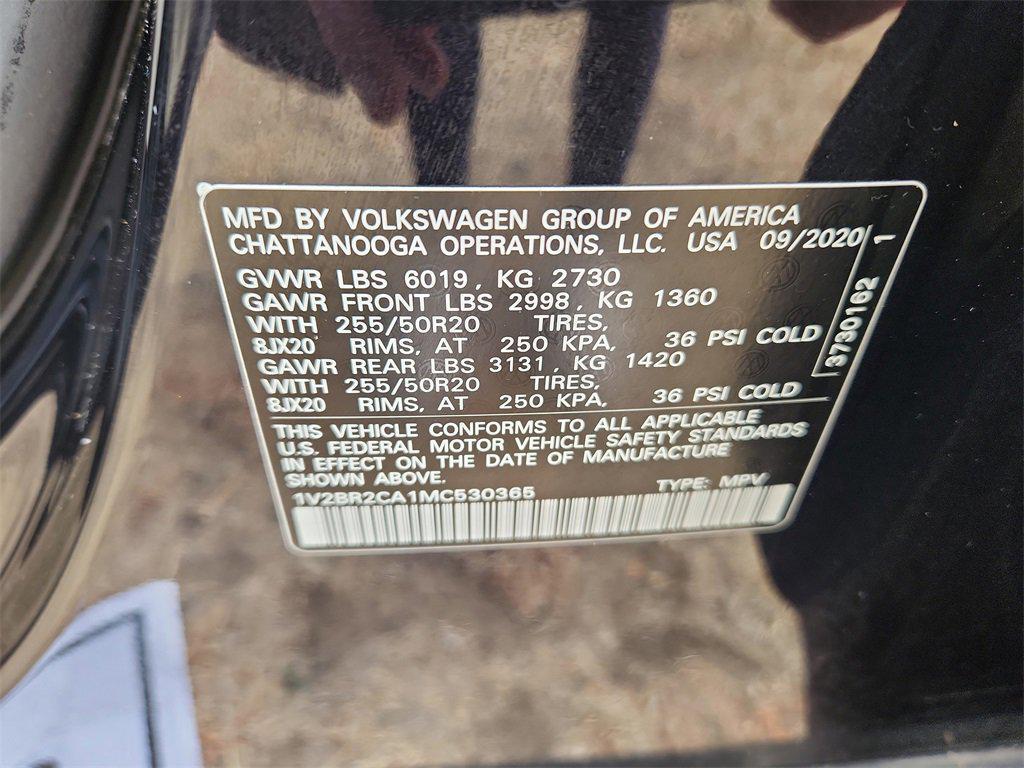 MFD BY VOLKSWAGEN GROUP OF AMERICA
CHATTANOOGA OPERATIONS, LLC. USA 09/2020
GVWR LBS 6019, KG 2730
GAWR FRONT LBS 2998, KG 1360
WITH 255/50R20 TIRES,
8JX20 RIMS, AT 250 KPA, 36 PSI COLD
GAWR REAR LBS 3131, KG 1420
WITH 255/50R20 TIRES,
8JX20 RIMS, AT 250 KPA, 36 PSI COLD
3730162 1
THIS VEHICLE CONFORMS TO ALL APPLICABLE
U.S. FEDERAL MOTOR VEHICLE SAFETY STANDARDS
IN EFFECT ON THE DATE OF MANUFACTURE
SHOWN ABOVE.
1V2BR2CA1MC530365 TYPE: MPV